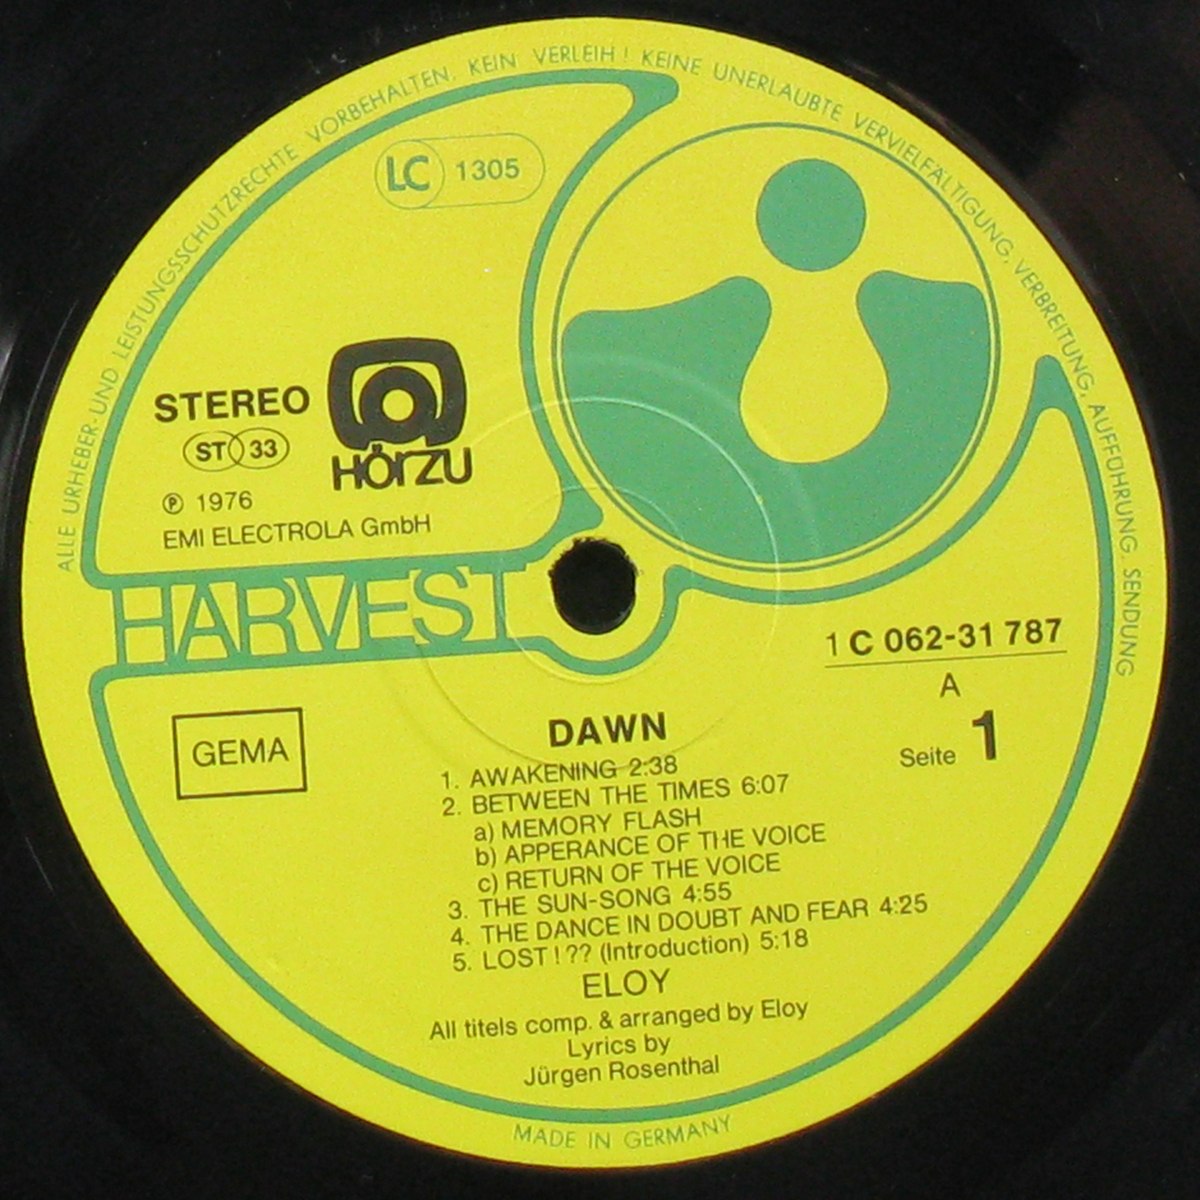 ALLE URHEBER- UND LEISTUNGSSCHUTZRECHTE VORBEHALTEN. KEIN VERLEIH! KEINE UNERLAUBTE VERVIELFÄLTIGUNG, VERBREITUNG, AUFFÜHRUNG, SENDUNG
LC 1305
STEREO
ST 33
HÖRZU
℗ 1976
EMI ELECTROLA GmbH
HARVEST
1 C 062-31 787
A
Seite 1
GEMA
DAWN
1. AWAKENING 2:38
2. BETWEEN THE TIMES 6:07
a) MEMORY FLASH
b) APPERANCE OF THE VOICE
c) RETURN OF THE VOICE
3. THE SUN-SONG 4:55
4. THE DANCE IN DOUBT AND FEAR 4:25
5. LOST!?? (Introduction) 5:18
ELOY
All titels comp. & arranged by Eloy
Lyrics by
Jürgen Rosenthal
MADE IN GERMANY